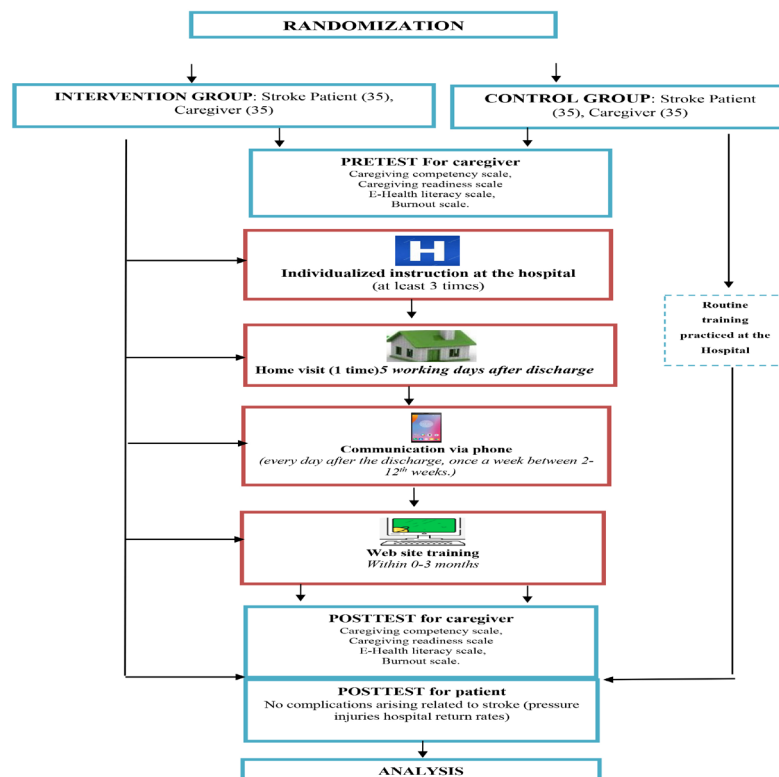 RANDOMIZATION
INTERVENTION GROUP: Stroke Patient (35),
Caregiver (35)
CONTROL GROUP: Stroke Patient
(35), Caregiver (35)
PRETEST For caregiver
Caregiving competency scale,
Caregiving readiness scale
E-Health literacy scale,
Burnout scale.
H
Individualized instruction at the hospital
(at least 3 times)
Routine
training
practiced at the
Hospital
Home visit (1 time)5 working days after discharge
Communication via phone
(every day after the discharge, once a week between 2-
12th weeks.)
Web site training
Within 0-3 months
POSTTEST for caregiver
Caregiving competency scale,
Caregiving readiness scale
E-Health literacy scale,
Burnout scale.
POSTTEST for patient
No complications arising related to stroke (pressure
injuries hospital return rates)
ANALYSIS